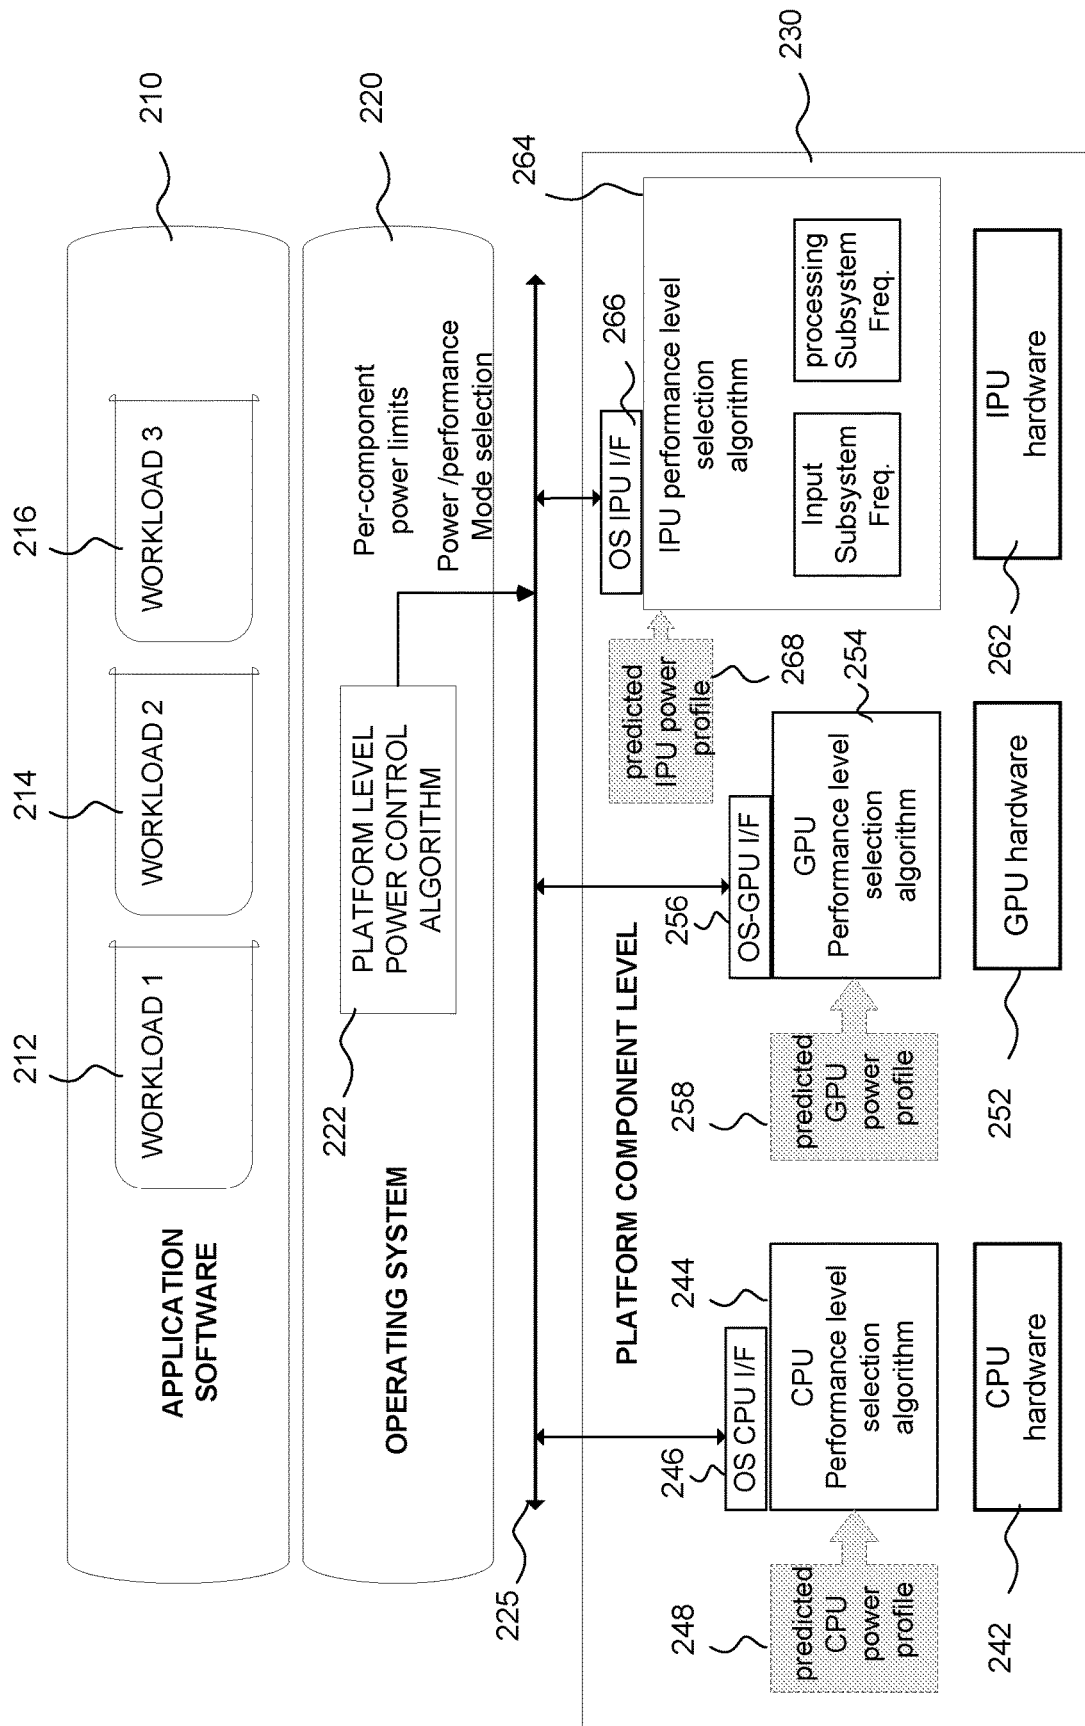 212
214
216
210
WORKLOAD 1
WORKLOAD 2
WORKLOAD 3
APPLICATION
SOFTWARE
220
222
PLATFORM LEVEL
POWER CONTROL
ALGORITHM
Per-component
power limits
Power /performance
Mode selection
OPERATING SYSTEM
225
PLATFORM COMPONENT LEVEL
230
248
predicted
CPU
power
profile
246
OS CPU I/F
244
CPU
Performance level
selection
algorithm
242
CPU
hardware
258
predicted
GPU
power
profile
256
OS-GPU I/F
254
GPU
Performance level
selection
algorithm
252
GPU hardware
predicted
IPU power
profile
268
OS IPU I/F
266
264
IPU performance level
selection
algorithm
Input
Subsystem
Freq.
processing
Subsystem
Freq.
262
IPU
hardware